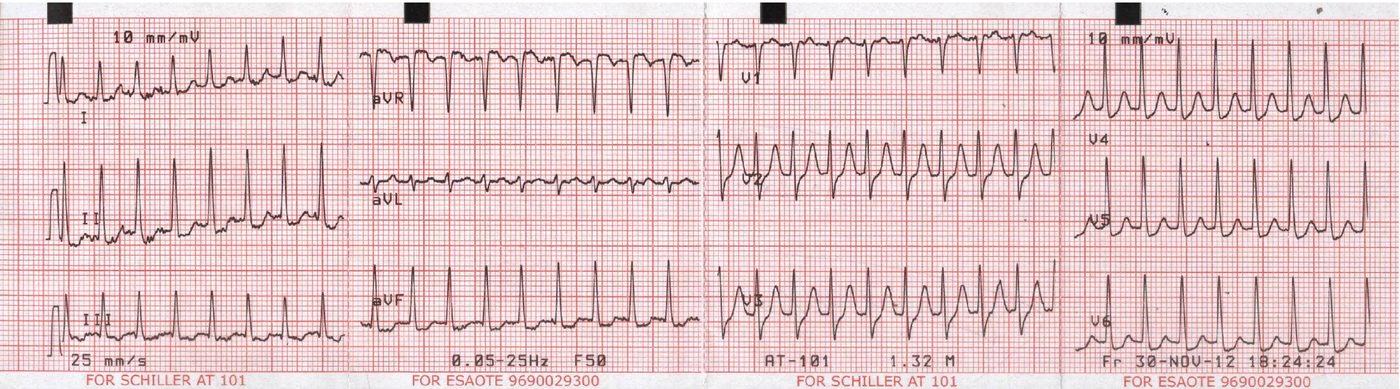 10 mm/mV
I
II
III
25 mm/s
FOR SCHILLER AT 101
aVR
aVL
aVF
0.05-25Hz F50
FOR ESAOTE 9690029300
V1
V2
V3
AT-101 1.32 M
FOR SCHILLER AT 101
10 mm/mV
V4
V5
V6
Fr 30-NOV-12 18:24:24
FOR ESAOTE 9690029300